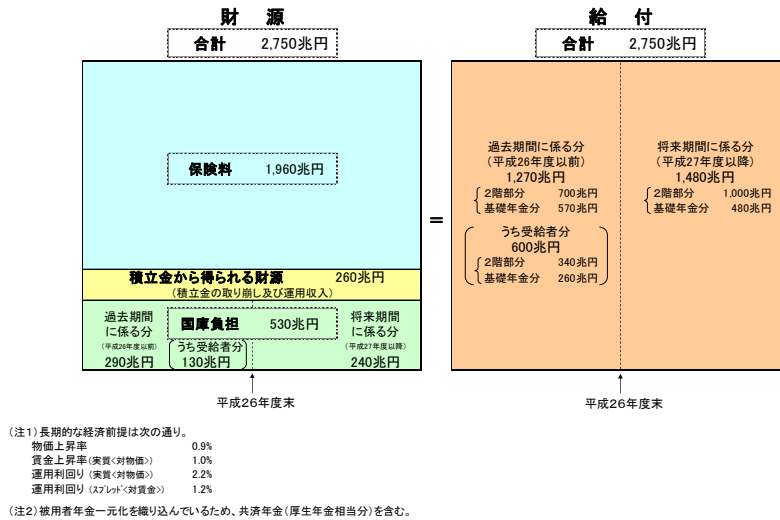 財　源
合計　2,750兆円
保険料　1,960兆円
積立金から得られる財源　260兆円
（積立金の取り崩し及び運用収入）
過去期間
に係る分
（平成26年度以前）
290兆円
国庫負担　530兆円
うち受給者分
130兆円
将来期間
に係る分
（平成27年度以降）
240兆円
平成26年度末
＝
給　付
合計　2,750兆円
過去期間に係る分
（平成26年度以前）
1,270兆円
2階部分　700兆円
基礎年金分　570兆円
うち受給者分
600兆円
2階部分　340兆円
基礎年金分　260兆円
将来期間に係る分
（平成27年度以降）
1,480兆円
2階部分　1,000兆円
基礎年金分　480兆円
平成26年度末
（注1）長期的な経済前提は次の通り。
物価上昇率　0.9%
賃金上昇率（実質<対物価>）　1.0%
運用利回り（実質<対物価>）　2.2%
運用利回り（スプレッド<対賃金>）　1.2%
（注2）被用者年金一元化を織り込んでいるため、共済年金（厚生年金相当分）を含む。